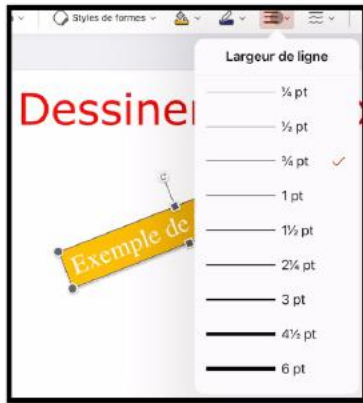 Styles de formes
Largeur de ligne
Dessiner
¼ pt
½ pt
¾ pt
1 pt
1½ pt
Exemple de
2¼ pt
3 pt
4½ pt
6 pt